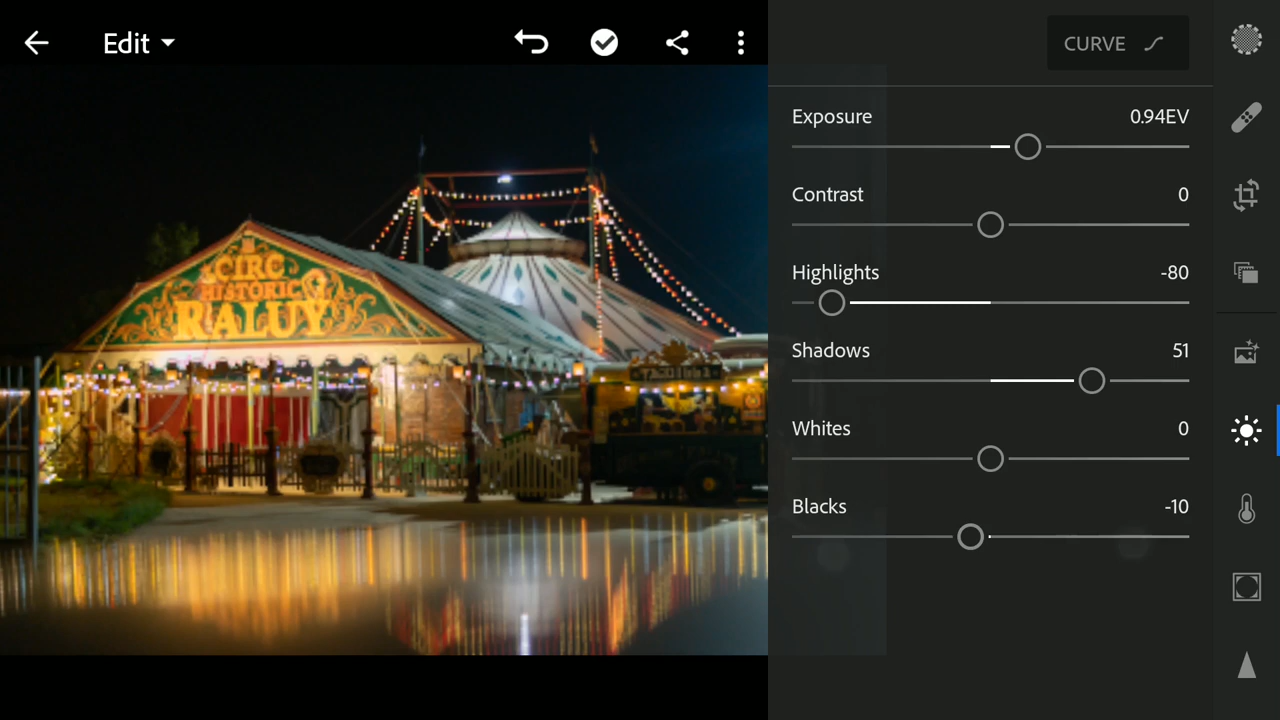 Edit
CURVE
Exposure 0.94EV
Contrast 0
Highlights -80
Shadows 51
Whites 0
Blacks -10
CIRC
HISTORIC
RALUY